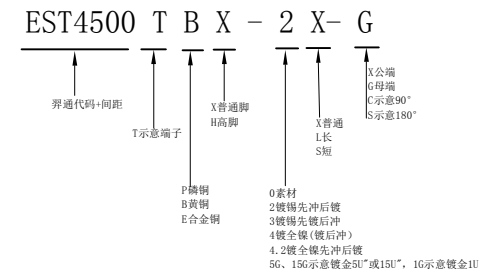 EST4500 T B X - 2 X- G
羿通代码+间距
T示意端子
P磷铜
B黄铜
E合金铜
X普通脚
H高脚
0素材
2镀锡先冲后镀
3镀锡先镀后冲
4镀全镍(镀后冲)
4.2镀全镍先冲后镀
5G、15G示意镀金5U″或15U″, 1G示意镀金1U
X普通
L长
S短
X公端
G母端
C示意90°
S示意180°